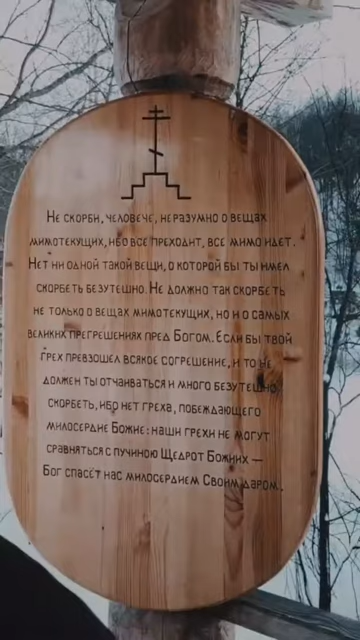 Не скорби, человече, неразумно о вещах
мимотекущих, ибо все преходит, все мимо идет.
Нет ни одной такой вещи, о которой бы ты имел
скорбеть безутешно. Не должно так скорбеть
не только о вещах мимотекущих, но и о самых
великих прегрешениях пред Богом. Если бы твой
грех превзошел всякое согрешение, и то не
должен ты отчаиваться и много безутешно
скорбеть, ибо нет греха, побеждающего
милосердие Божие: наши грехи не могут
сравняться с пучиною Щедрот Божиих —
Бог спасёт нас милосердием Своим даром.